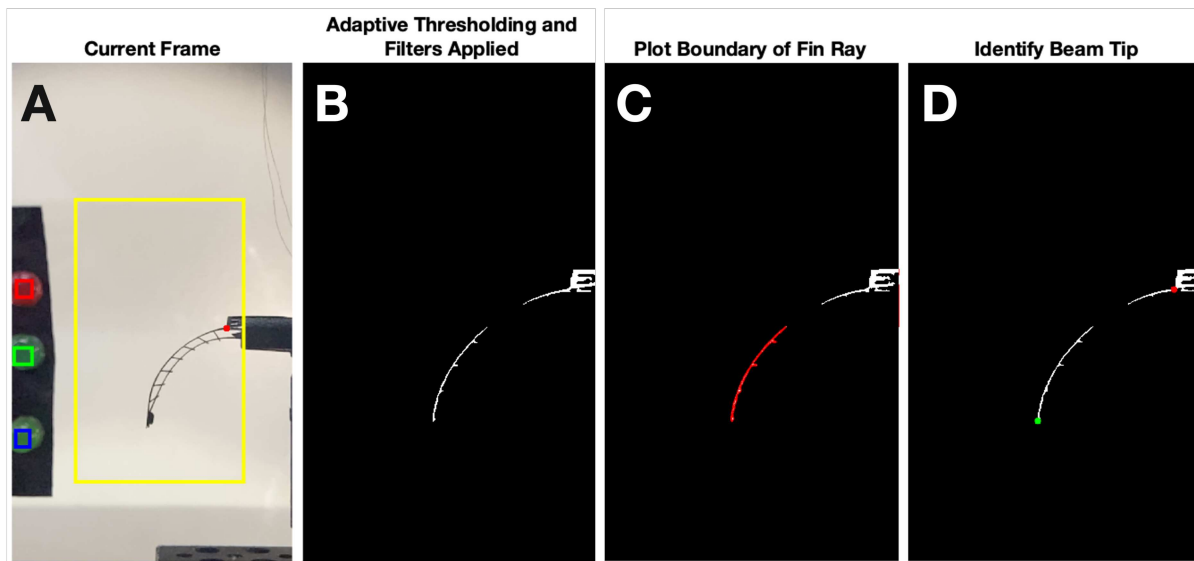 Current Frame
Adaptive Thresholding and
Filters Applied
Plot Boundary of Fin Ray
Identify Beam Tip
A
B
C
D